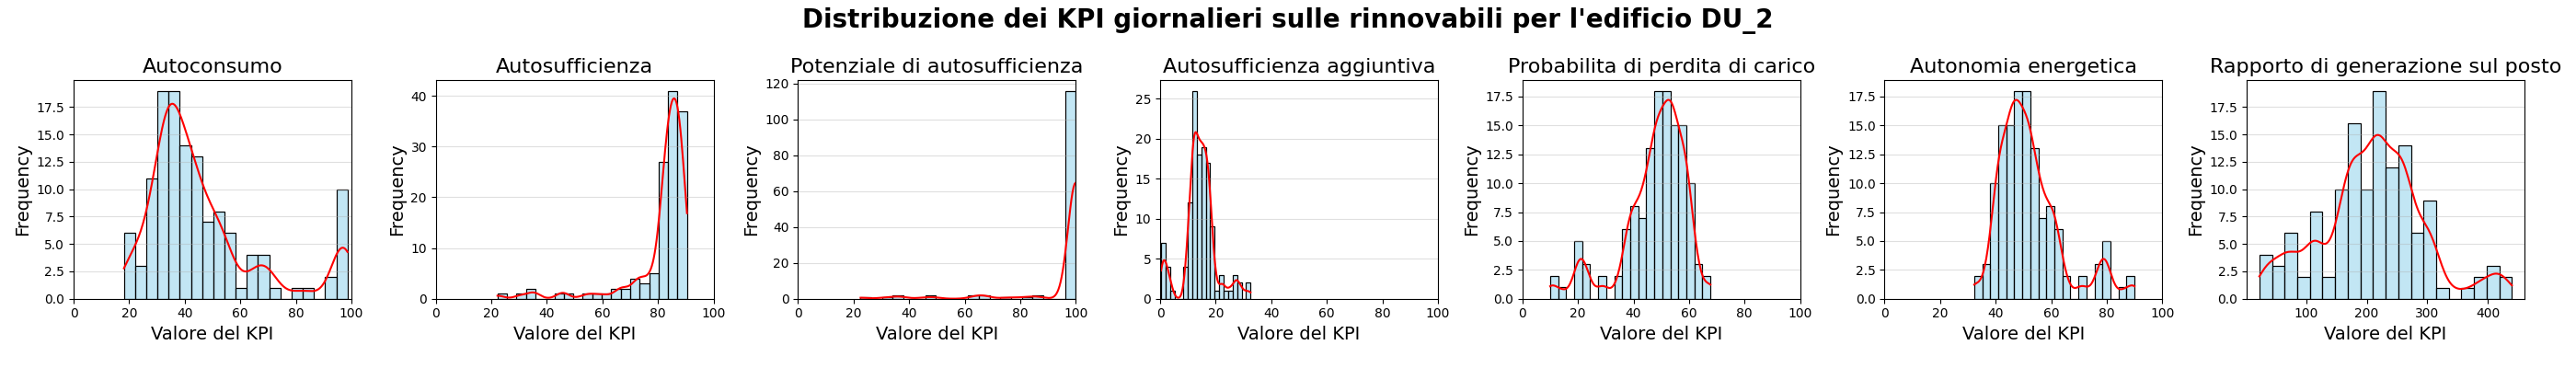 Distribuzione dei KPI giornalieri sulle rinnovabili per l'edificio DU_2
Autoconsumo
Frequency
17.5
15.0
12.5
10.0
7.5
5.0
2.5
0.0
0 20 40 60 80 100
Valore del KPI
Autosufficienza
Frequency
40
30
20
10
0
0 20 40 60 80 100
Valore del KPI
Potenziale di autosufficienza
Frequency
120
100
80
60
40
20
0
0 20 40 60 80 100
Valore del KPI
Autosufficienza aggiuntiva
Frequency
25
20
15
10
5
0
0 20 40 60 80 100
Valore del KPI
Probabilita di perdita di carico
Frequency
17.5
15.0
12.5
10.0
7.5
5.0
2.5
0.0
0 20 40 60 80 100
Valore del KPI
Autonomia energetica
Frequency
17.5
15.0
12.5
10.0
7.5
5.0
2.5
0.0
0 20 40 60 80 100
Valore del KPI
Rapporto di generazione sul posto
Frequency
17.5
15.0
12.5
10.0
7.5
5.0
2.5
0.0
100 200 300 400
Valore del KPI